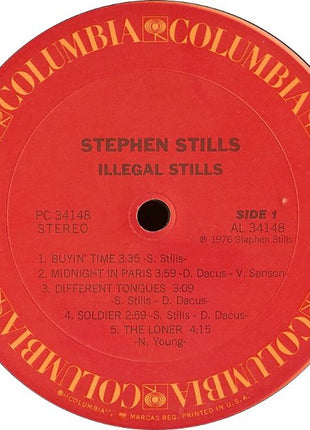 COLUMBIA COLUMBIA
STEPHEN STILLS
ILLEGAL STILLS
PC 34148
STEREO
SIDE 1
AL 34148
℗ 1976 Stephen Stills
1. BUYIN' TIME 3:35 -S. Stills-
2. MIDNIGHT IN PARIS 3:59 -D. Dacus- V. Sanson-
3. DIFFERENT TONGUES 3:09
-S. Stills - D. Dacus-
4. SOLDIER 2:59 -S. Stills - D. Dacus-
5. THE LONER 4:15
-N. Young-
COLUMBIA COLUMBIA
COLUMBIA COLUMBIA
®"COLUMBIA", MARCAS REG. PRINTED IN U.S.A.